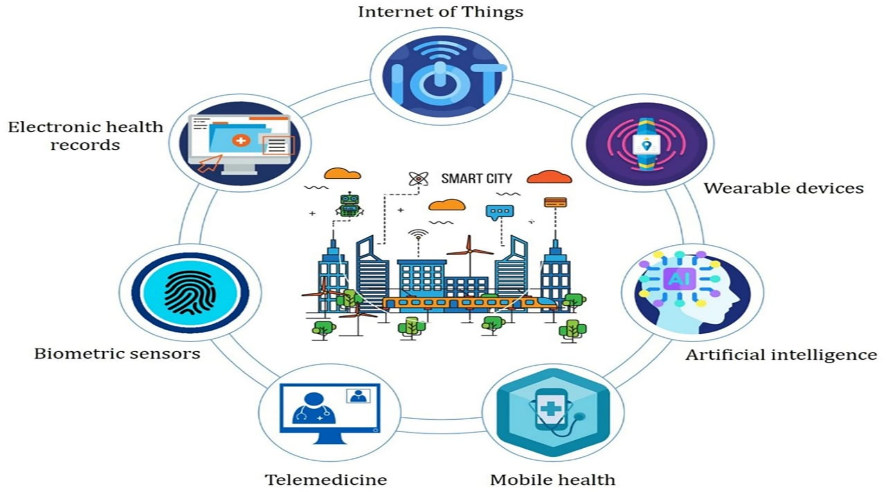 Internet of Things
IOT
Electronic health
records
Wearable devices
SMART CITY
AI
Biometric sensors
Artificial intelligence
Telemedicine
Mobile health